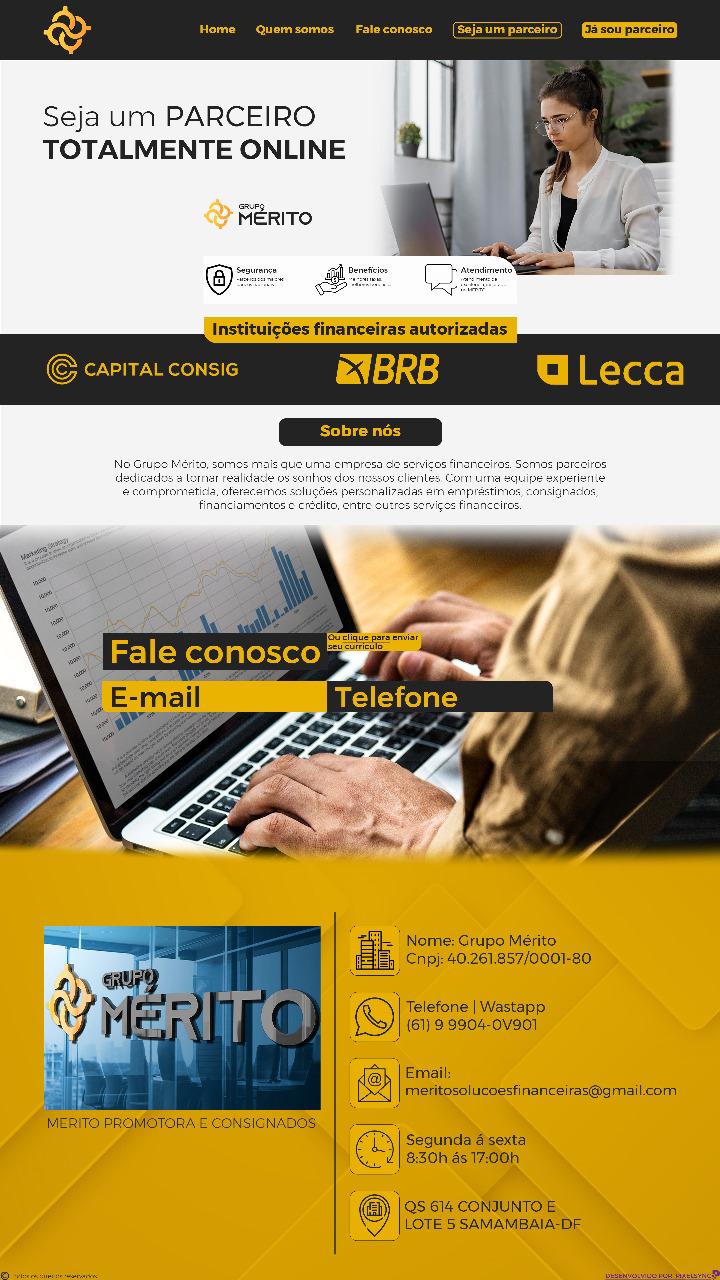 Home Quem somos Fale conosco Seja um parceiro Já sou parceiro
Seja um PARCEIRO
TOTALMENTE ONLINE
GRUPO
MÉRITO
Segurança
Benefícios
Atendimento
Instituições financeiras autorizadas
CAPITAL CONSIG
BRB
Lecca
Sobre nós
No Grupo Mérito, somos mais que uma empresa de serviços financeiros. Somos parceiros
dedicados a tornar realidade os sonhos dos nossos clientes. Com uma equipe experiente
e comprometida, oferecemos soluções personalizadas em empréstimos, consignados,
financiamentos e crédito, entre outros serviços financeiros.
Marketing Strategy
Fale conosco
Ou clique para enviar
seu currículo
E-mail
Telefone
GRUPO
MÉRITO
MERITO PROMOTORA E CONSIGNADOS
Nome: Grupo Mérito
Cnpj: 40.261.857/0001-80
Telefone | Wastapp
(61) 9 9904-0V901
Email:
meritosolucoesfinanceiras@gmail.com
Segunda á sexta
8:30h ás 17:00h
QS 614 CONJUNTO E
LOTE 5 SAMAMBAIA-DF
Todos os direitos reservados
DESENVOLVIDO POR: PIXELSYNC